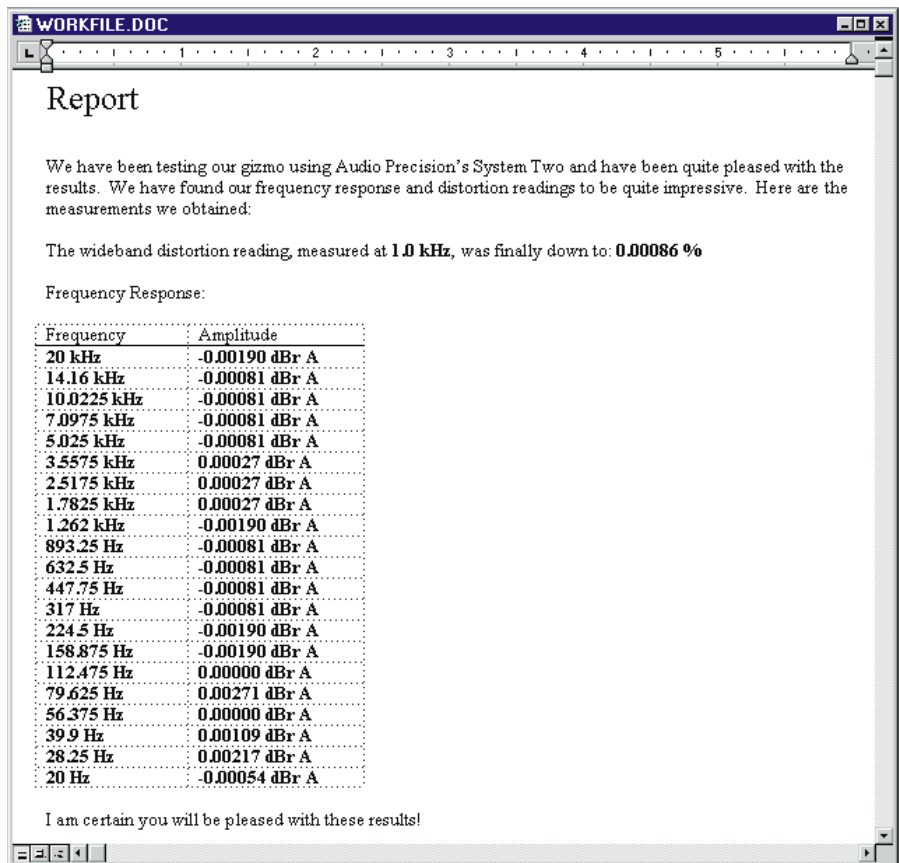 WORKFILE.DOC
1 2 3 4 5
Report
We have been testing our gizmo using Audio Precision's System Two and have been quite pleased with the
results. We have found our frequency response and distortion readings to be quite impressive. Here are the
measurements we obtained:
The wideband distortion reading, measured at 1.0 kHz, was finally down to: 0.00086 %
Frequency Response:
Frequency Amplitude
20 kHz -0.00190 dBr A
14.16 kHz -0.00081 dBr A
10.0225 kHz -0.00081 dBr A
7.0975 kHz -0.00081 dBr A
5.025 kHz -0.00081 dBr A
3.5575 kHz 0.00027 dBr A
2.5175 kHz 0.00027 dBr A
1.7825 kHz 0.00027 dBr A
1.262 kHz -0.00190 dBr A
893.25 Hz -0.00081 dBr A
632.5 Hz -0.00081 dBr A
447.75 Hz -0.00081 dBr A
317 Hz -0.00081 dBr A
224.5 Hz -0.00190 dBr A
158.875 Hz -0.00190 dBr A
112.475 Hz 0.00000 dBr A
79.625 Hz 0.00271 dBr A
56.375 Hz 0.00000 dBr A
39.9 Hz 0.00109 dBr A
28.25 Hz 0.00217 dBr A
20 Hz -0.00054 dBr A
I am certain you will be pleased with these results!